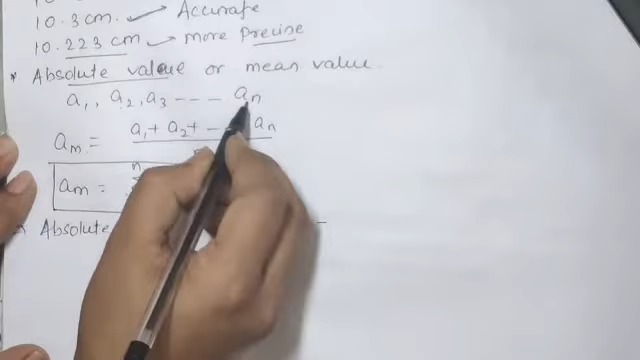 10.3 cm. Accurate
10.223 cm more Precise
* Absolute value or mean value.
a₁, a₂, a₃ --- aₙ
aₘ = a₁ + a₂ + - aₙ
aₘ = n
Absolute